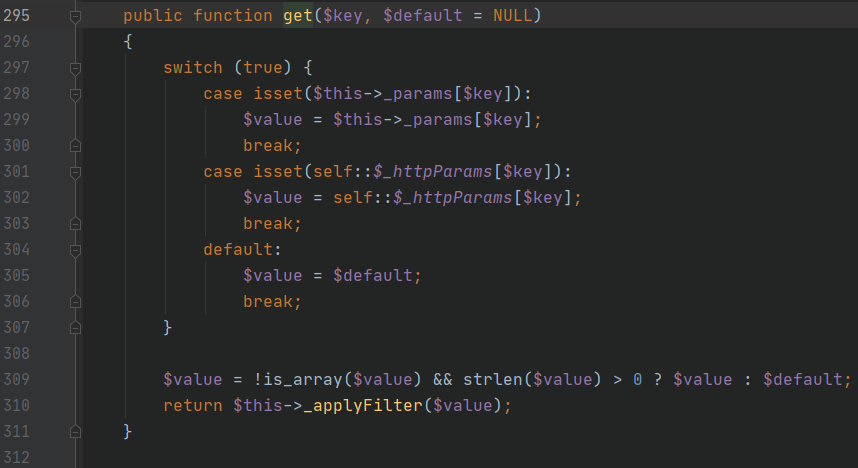 295 public function get($key, $default = NULL)
296 {
297 switch (true) {
298 case isset($this->_params[$key]):
299 $value = $this->_params[$key];
300 break;
301 case isset(self::$_httpParams[$key]):
302 $value = self::$_httpParams[$key];
303 break;
304 default:
305 $value = $default;
306 break;
307 }
308
309 $value = !is_array($value) && strlen($value) > 0 ? $value : $default;
310 return $this->_applyFilter($value);
311 }
312